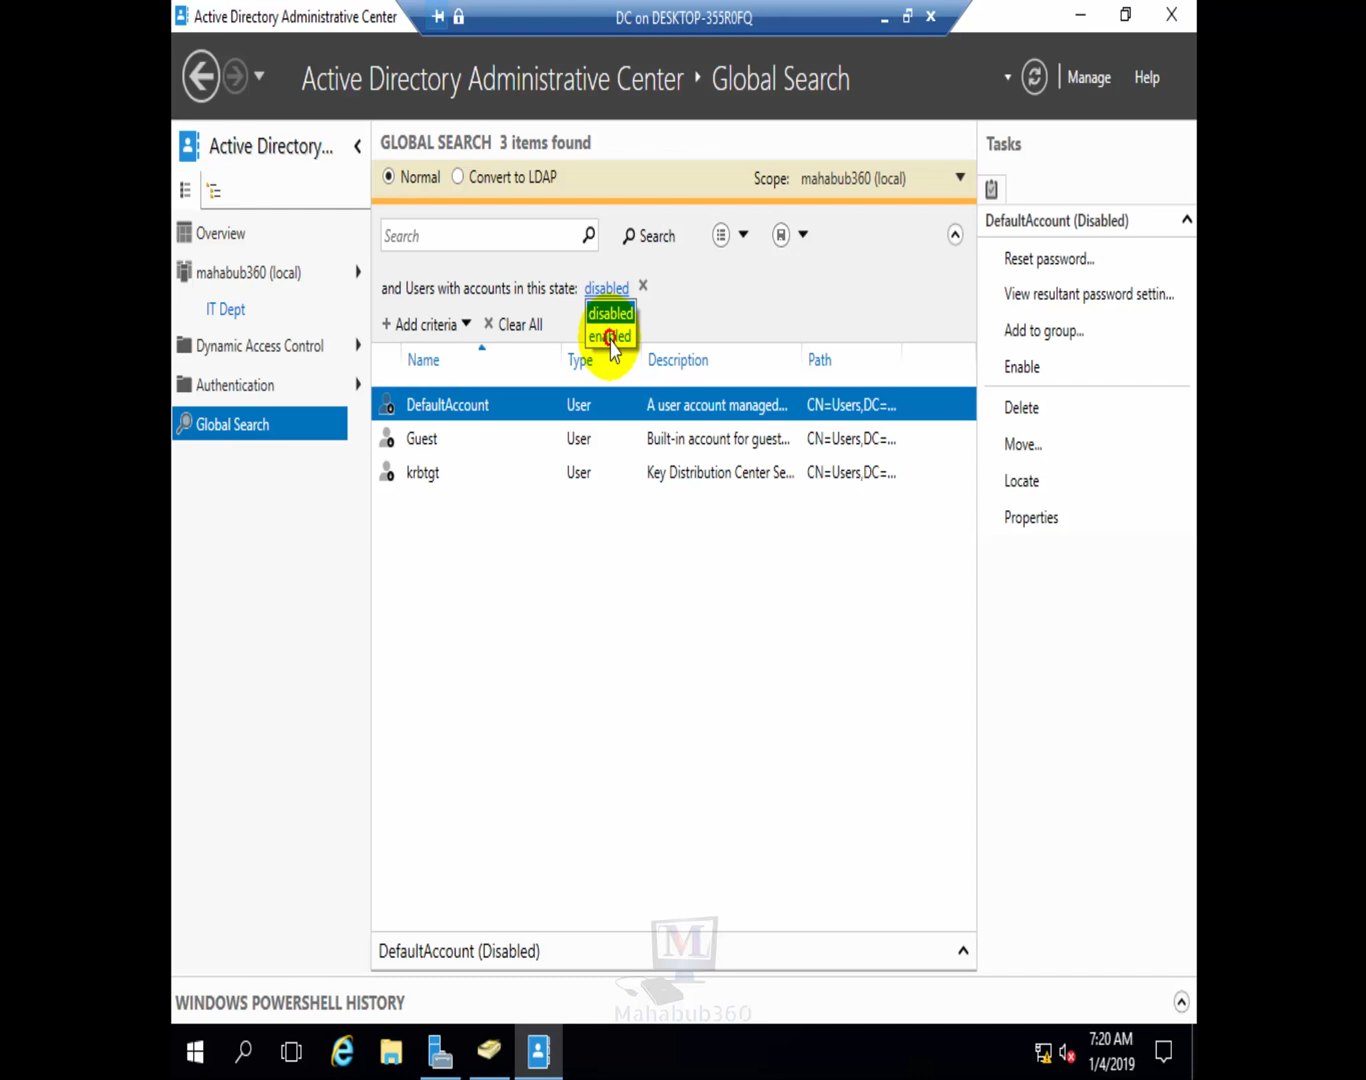 Active Directory Administrative Center
DC on DESKTOP-355R0FQ
Active Directory Administrative Center ‣ Global Search
Manage
Help
Active Directory...
Overview
mahabub360 (local)
IT Dept
Dynamic Access Control
Authentication
Global Search
GLOBAL SEARCH 3 items found
Normal
Convert to LDAP
Scope: mahabub360 (local)
Search
Search
and Users with accounts in this state: disabled
disabled
enabled
+ Add criteria
Clear All
Name Type Description Path
DefaultAccount User A user account managed... CN=Users,DC=...
Guest User Built-in account for guest... CN=Users,DC=...
krbtgt User Key Distribution Center Se... CN=Users,DC=...
DefaultAccount (Disabled)
Tasks
DefaultAccount (Disabled)
Reset password...
View resultant password settin...
Add to group...
Enable
Delete
Move...
Locate
Properties
M
Mahabub360
WINDOWS POWERSHELL HISTORY
7:20 AM
1/4/2019